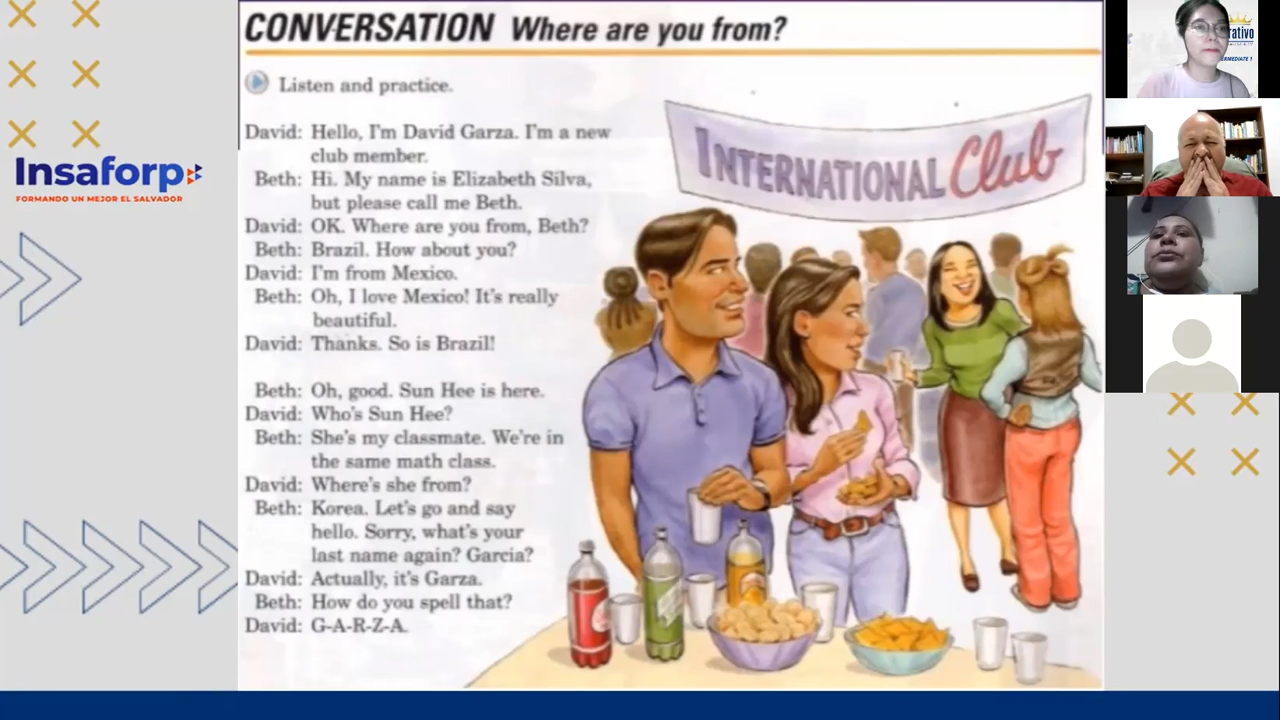 CONVERSATION Where are you from?
Listen and practice.
David: Hello, I'm David Garza. I'm a new
club member.
Beth: Hi. My name is Elizabeth Silva,
but please call me Beth.
David: OK. Where are you from, Beth?
Beth: Brazil. How about you?
David: I'm from Mexico.
Beth: Oh, I love Mexico! It's really
beautiful.
David: Thanks. So is Brazil!
Beth: Oh, good. Sun Hee is here.
David: Who's Sun Hee?
Beth: She's my classmate. We're in
the same math class.
David: Where's she from?
Beth: Korea. Let's go and say
hello. Sorry, what's your
last name again? Garcia?
David: Actually, it's Garza.
Beth: How do you spell that?
David: G-A-R-Z-A.
INTERNATIONAL Club
Insaforp
FORMANDO UN MEJOR EL SALVADOR
rativo
ERMEDIATE 1